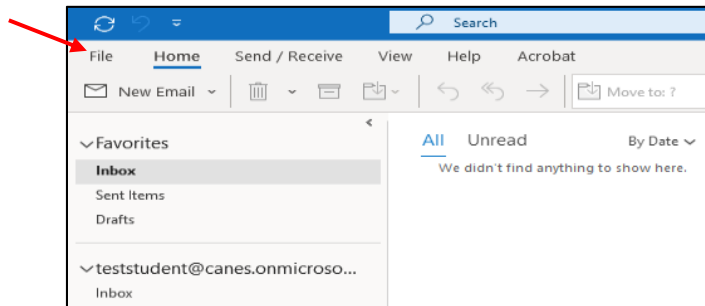 Search
File Home Send / Receive View Help Acrobat
New Email Move to: ?
Favorites
All Unread By Date
Inbox
We didn't find anything to show here.
Sent Items
Drafts
teststudent@canes.onmicroso...
Inbox